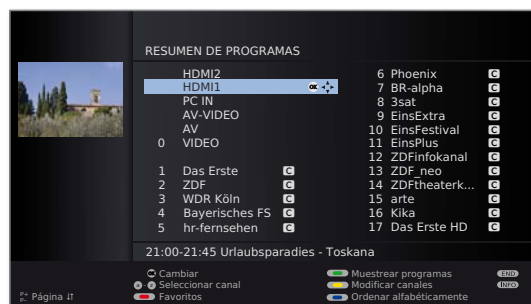 RESUMEN DE PROGRAMAS
HDMI2
HDMI1 OK
PC IN
AV-VIDEO
AV
0 VIDEO
1 Das Erste C
2 ZDF C
3 WDR Köln C
4 Bayerisches FS C
5 hr-fernsehen C
6 Phoenix C
7 BR-alpha C
8 3sat C
9 EinsExtra C
10 EinsFestival C
11 EinsPlus C
12 ZDFinfokanal C
13 ZDF_neo C
14 ZDFtheaterk... C
15 arte C
16 Kika C
17 Das Erste HD C
21:00-21:45 Urlaubsparadies - Toskana
OK Cambiar
Seleccionar canal
Favoritos
Muestrear programas END
Modificar canales INFO
Ordenar alfabéticamente
P+ P- Página